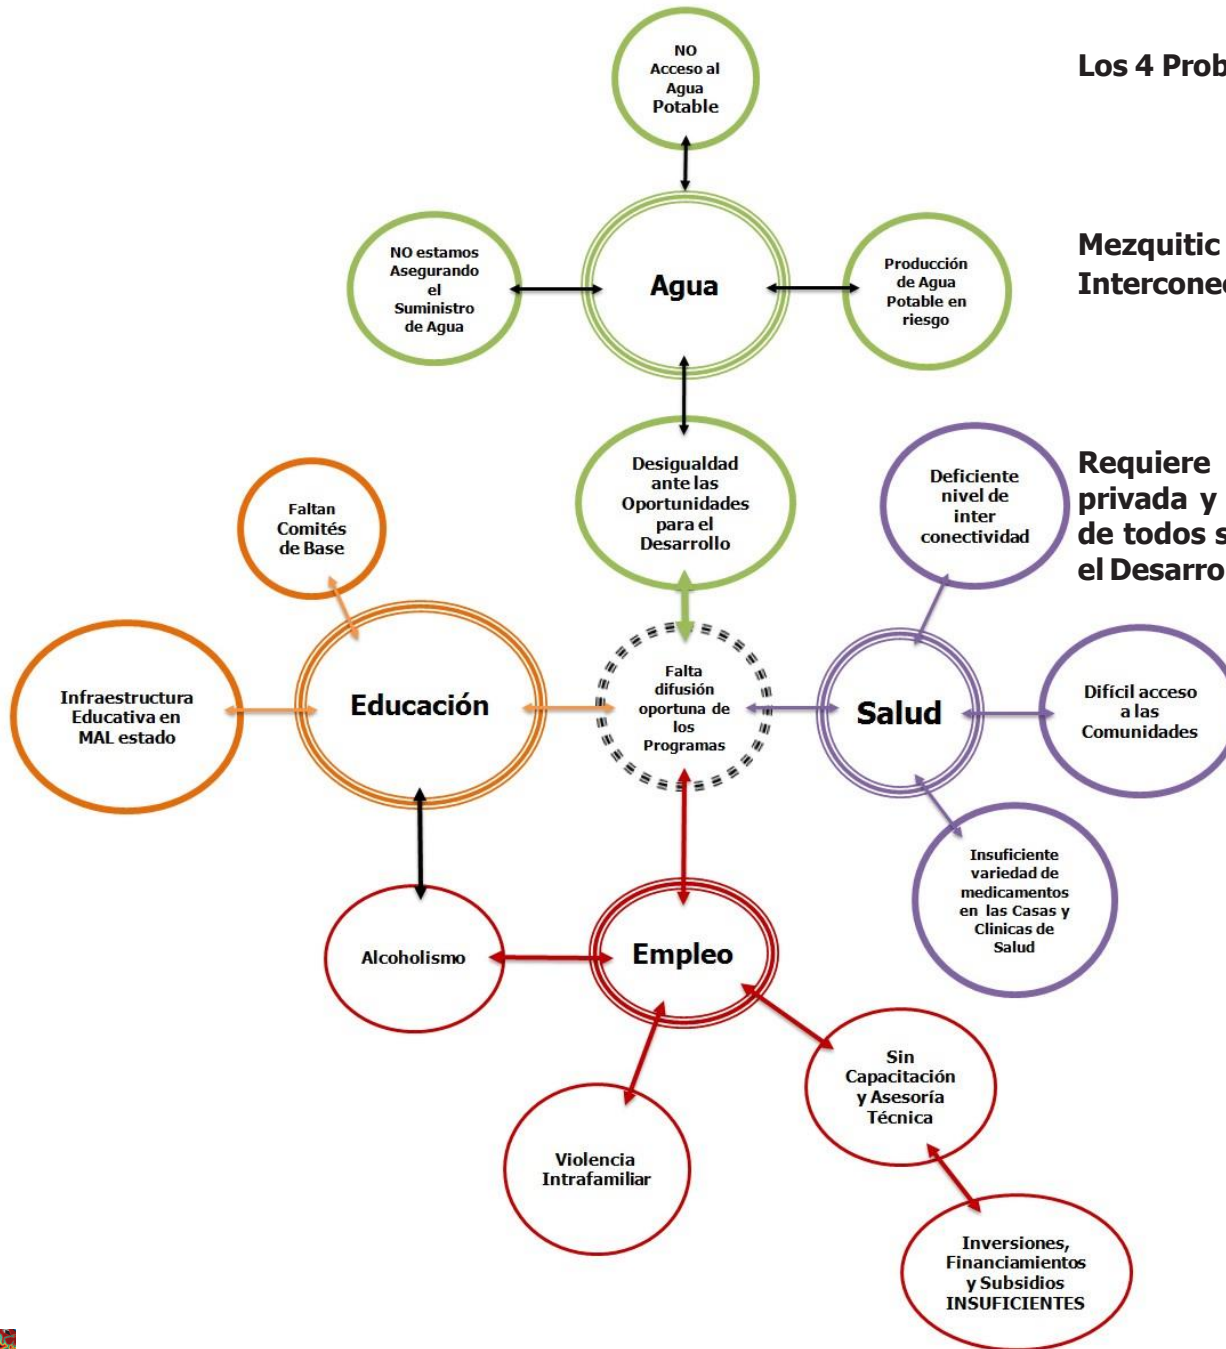 NO
Acceso al
Agua
Potable
Los 4 Prob
NO estamos
Asegurando
el
Suministro
de Agua
Agua
Producción
de Agua
Potable en
riesgo
Mezquitic
Interconec
Desigualdad
ante las
Oportunidades
para el
Desarrollo
Deficiente
nivel de
inter
conectividad
Requiere
privada y
de todos s
el Desarro
Faltan
Comités
de Base
Infraestructura
Educativa en
MAL estado
Educación
Falta
difusión
oportuna de
los
Programas
Salud
Difícil acceso
a las
Comunidades
Insuficiente
variedad de
medicamentos
en las Casas y
Clinicas de
Salud
Alcoholismo
Empleo
Sin
Capacitación
y Asesoría
Técnica
Violencia
Intrafamiliar
Inversiones,
Financiamientos
y Subsidios
INSUFICIENTES